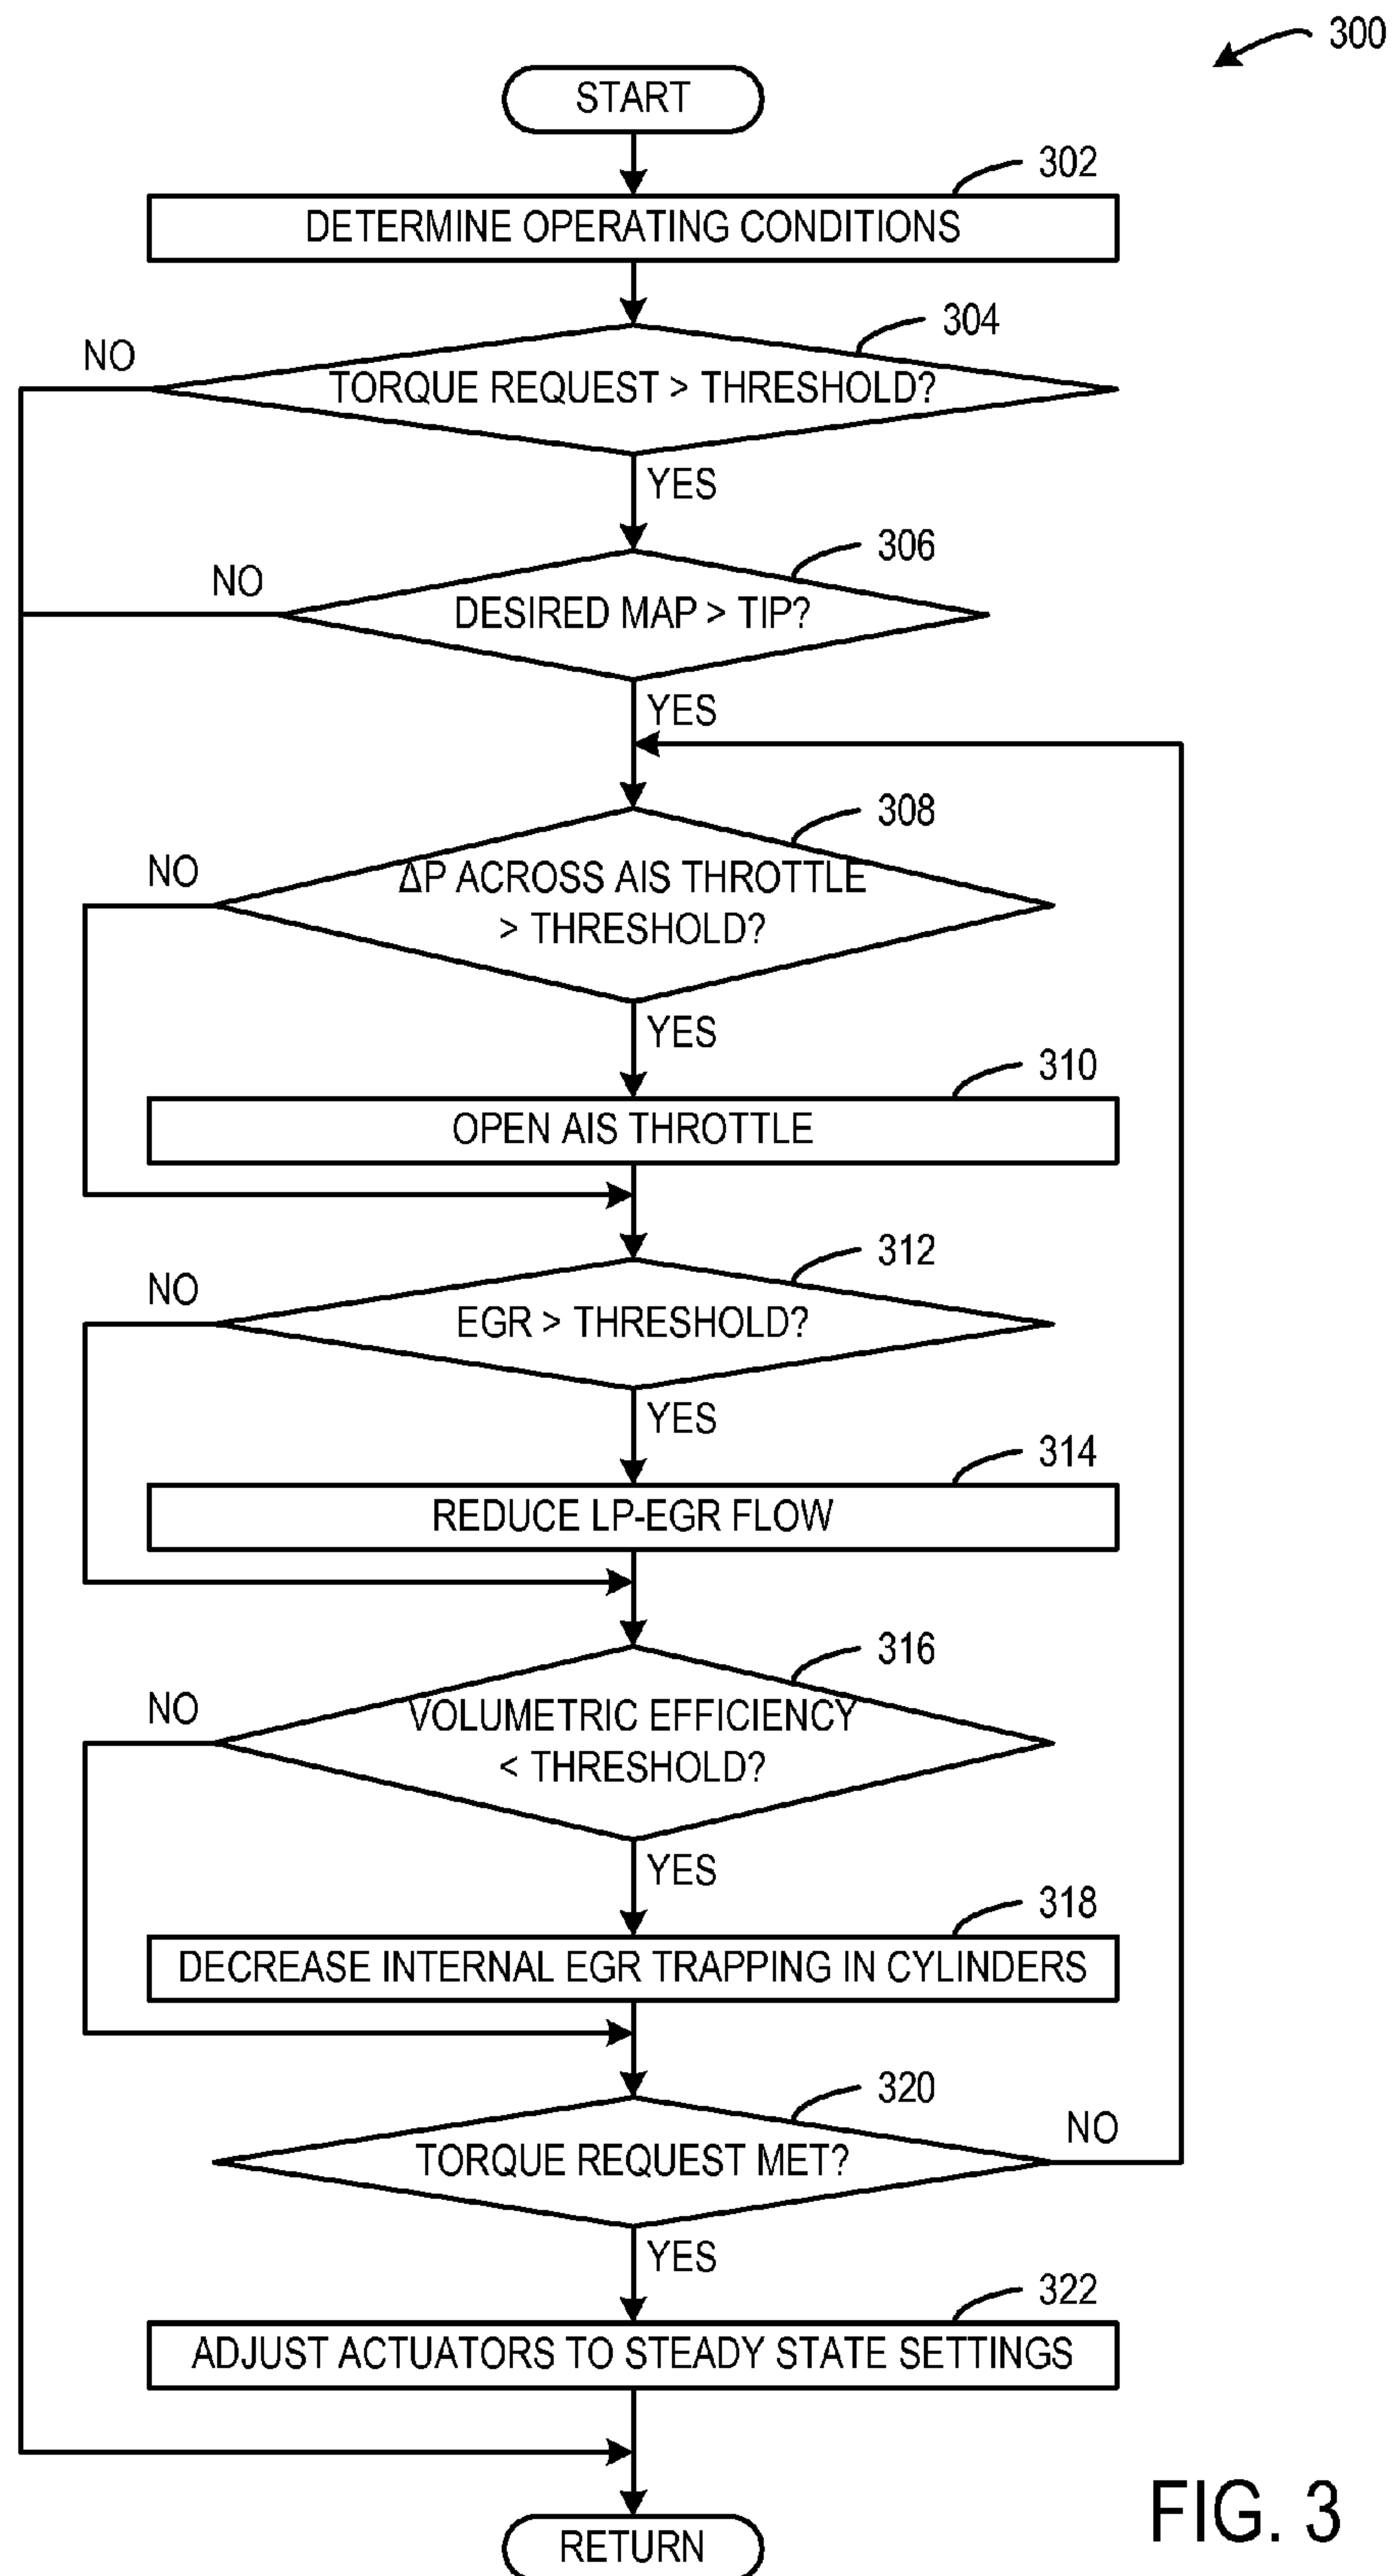 300
START
302
DETERMINE OPERATING CONDITIONS
304
NO
TORQUE REQUEST > THRESHOLD?
YES
306
NO
DESIRED MAP > TIP?
YES
308
NO
ΔP ACROSS AIS THROTTLE
> THRESHOLD?
YES
310
OPEN AIS THROTTLE
312
NO
EGR > THRESHOLD?
YES
314
REDUCE LP-EGR FLOW
316
NO
VOLUMETRIC EFFICIENCY
< THRESHOLD?
YES
318
DECREASE INTERNAL EGR TRAPPING IN CYLINDERS
320
NO
TORQUE REQUEST MET?
YES
322
ADJUST ACTUATORS TO STEADY STATE SETTINGS
RETURN
FIG. 3